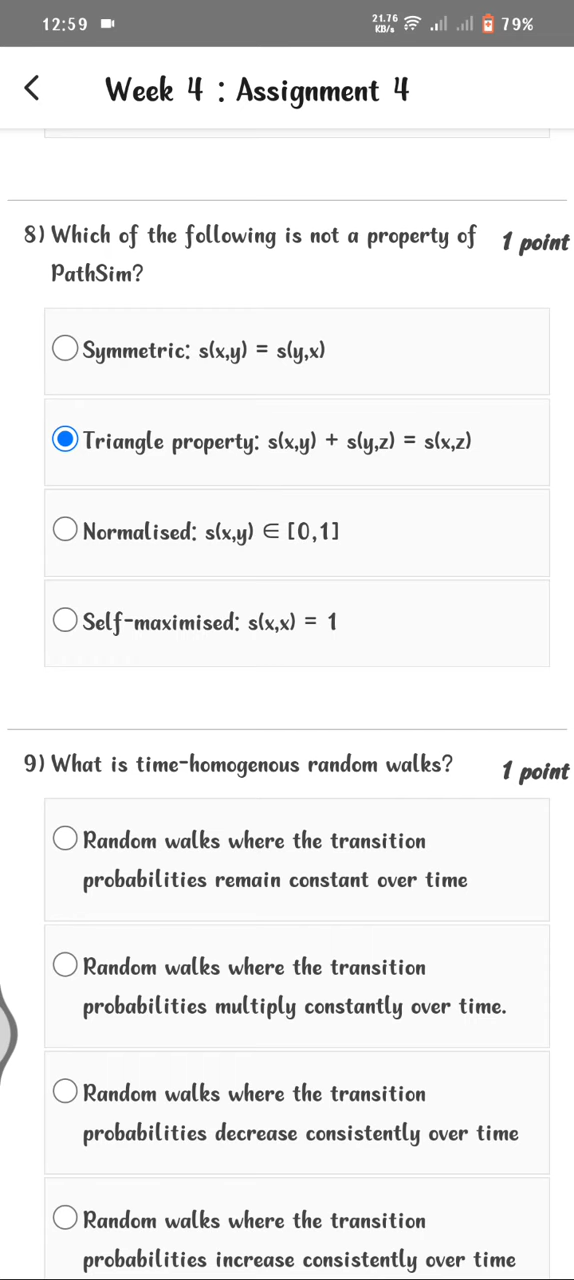 12:59
21.76
KB/s
79%
Week 4 : Assignment 4
8) Which of the following is not a property of
1 point
PathSim?
Symmetric: s(x,y) = s(y,x)
Triangle property: s(x,y) + s(y,z) = s(x,z)
Normalised: s(x,y) ∈ [0,1]
Self-maximised: s(x,x) = 1
9) What is time-homogenous random walks?
1 point
Random walks where the transition
probabilities remain constant over time
Random walks where the transition
probabilities multiply constantly over time.
Random walks where the transition
probabilities decrease consistently over time
Random walks where the transition
probabilities increase consistently over time